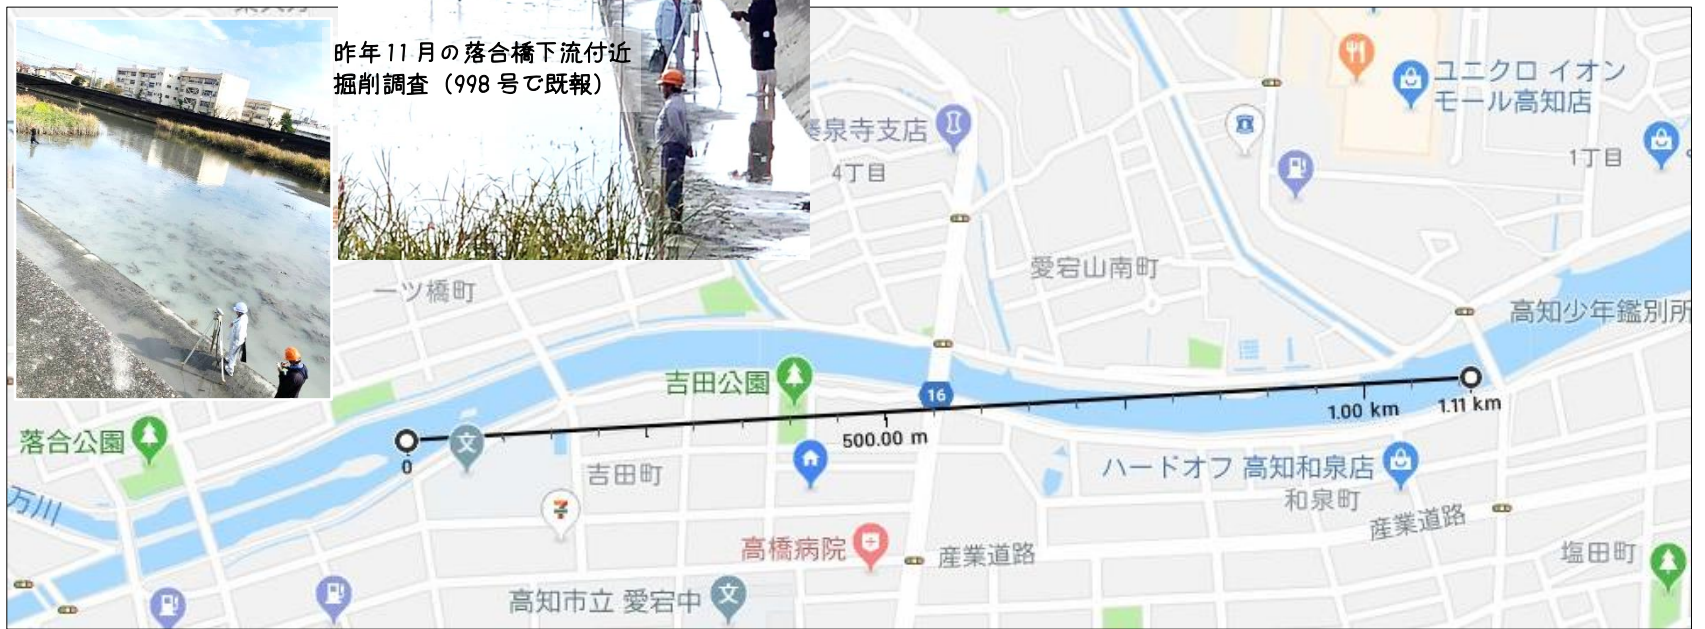 昨年11月の落合橋下流付近
掘削調査（998号で既報）
泉寺支店
4丁目
ユニクロ イオン
モール高知店
1丁目
一ツ橋町
愛宕山南町
高知少年鑑別所
吉田公園
16
1.00 km
1.11 km
落合公園
0
文
500.00 m
吉田町
ハードオフ 高知和泉店
和泉町
万川
7
高橋病院
産業道路
産業道路
塩田町
高知市立 愛宕中
文